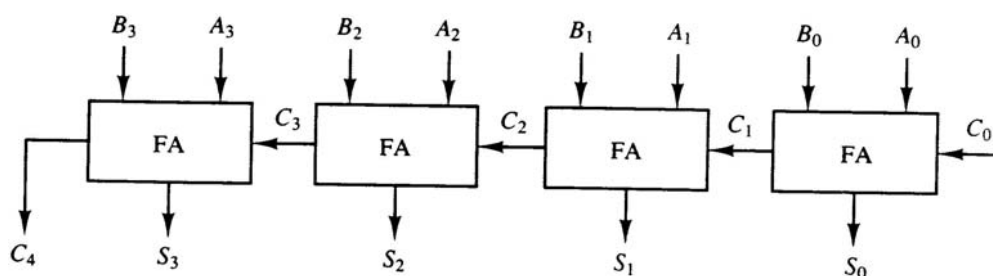 B₃ A₃ B₂ A₂ B₁ A₁ B₀ A₀
C₃ C₂ C₁ C₀
FA FA FA FA
C₄ S₃ S₂ S₁ S₀